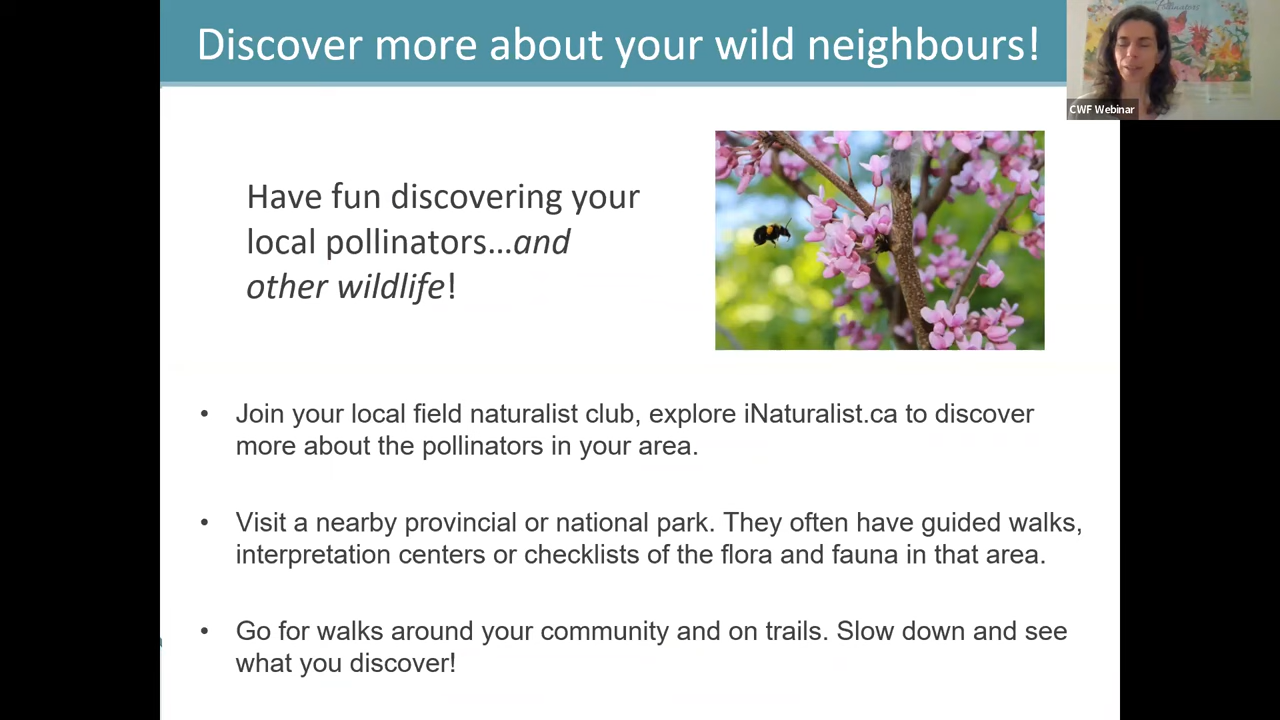 Discover more about your wild neighbours!
CWF Webinar
Have fun discovering your
local pollinators...and
other wildlife!
• Join your local field naturalist club, explore iNaturalist.ca to discover
more about the pollinators in your area.
• Visit a nearby provincial or national park. They often have guided walks,
interpretation centers or checklists of the flora and fauna in that area.
• Go for walks around your community and on trails. Slow down and see
what you discover!